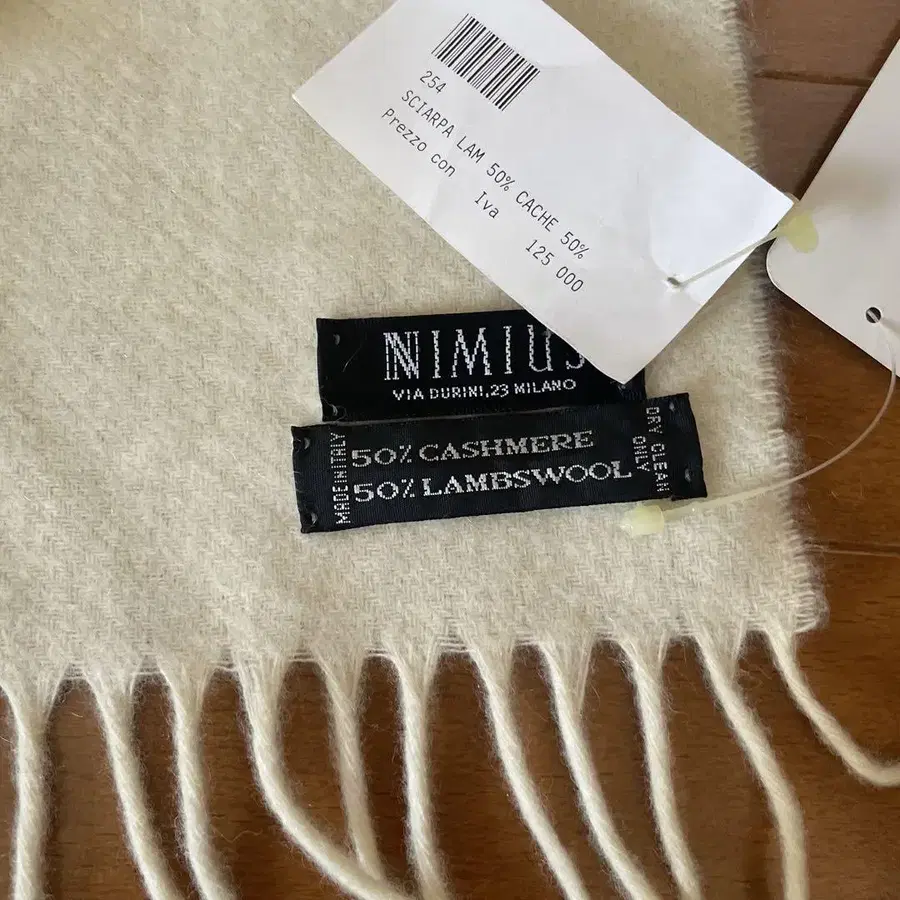 254
SCIARPA LAM 50% CACHE 50%
Prezzo con Iva 125 000
NIMIUS
VIA DURINI, 23 MILANO
MADE IN ITALY
50% CASHMERE
50% LAMBSWOOL
DRY CLEAN
ONLY